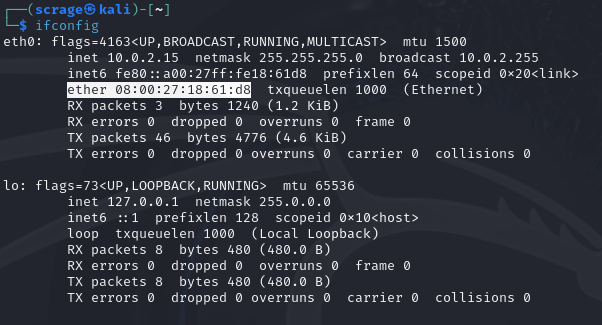 ┌──(scrage㉿kali)-[~]
└─$ ifconfig
eth0: flags=4163<UP,BROADCAST,RUNNING,MULTICAST>  mtu 1500
        inet 10.0.2.15  netmask 255.255.255.0  broadcast 10.0.2.255
        inet6 fe80::a00:27ff:fe18:61d8  prefixlen 64  scopeid 0×20<link>
        ether 08:00:27:18:61:d8  txqueuelen 1000  (Ethernet)
        RX packets 3  bytes 1240 (1.2 KiB)
        RX errors 0  dropped 0  overruns 0  frame 0
        TX packets 46  bytes 4776 (4.6 KiB)
        TX errors 0  dropped 0 overruns 0  carrier 0  collisions 0
lo: flags=73<UP,LOOPBACK,RUNNING>  mtu 65536
        inet 127.0.0.1  netmask 255.0.0.0
        inet6 ::1  prefixlen 128  scopeid 0×10<host>
        loop  txqueuelen 1000  (Local Loopback)
        RX packets 8  bytes 480 (480.0 B)
        RX errors 0  dropped 0  overruns 0  frame 0
        TX packets 8  bytes 480 (480.0 B)
        TX errors 0  dropped 0 overruns 0  carrier 0  collisions 0